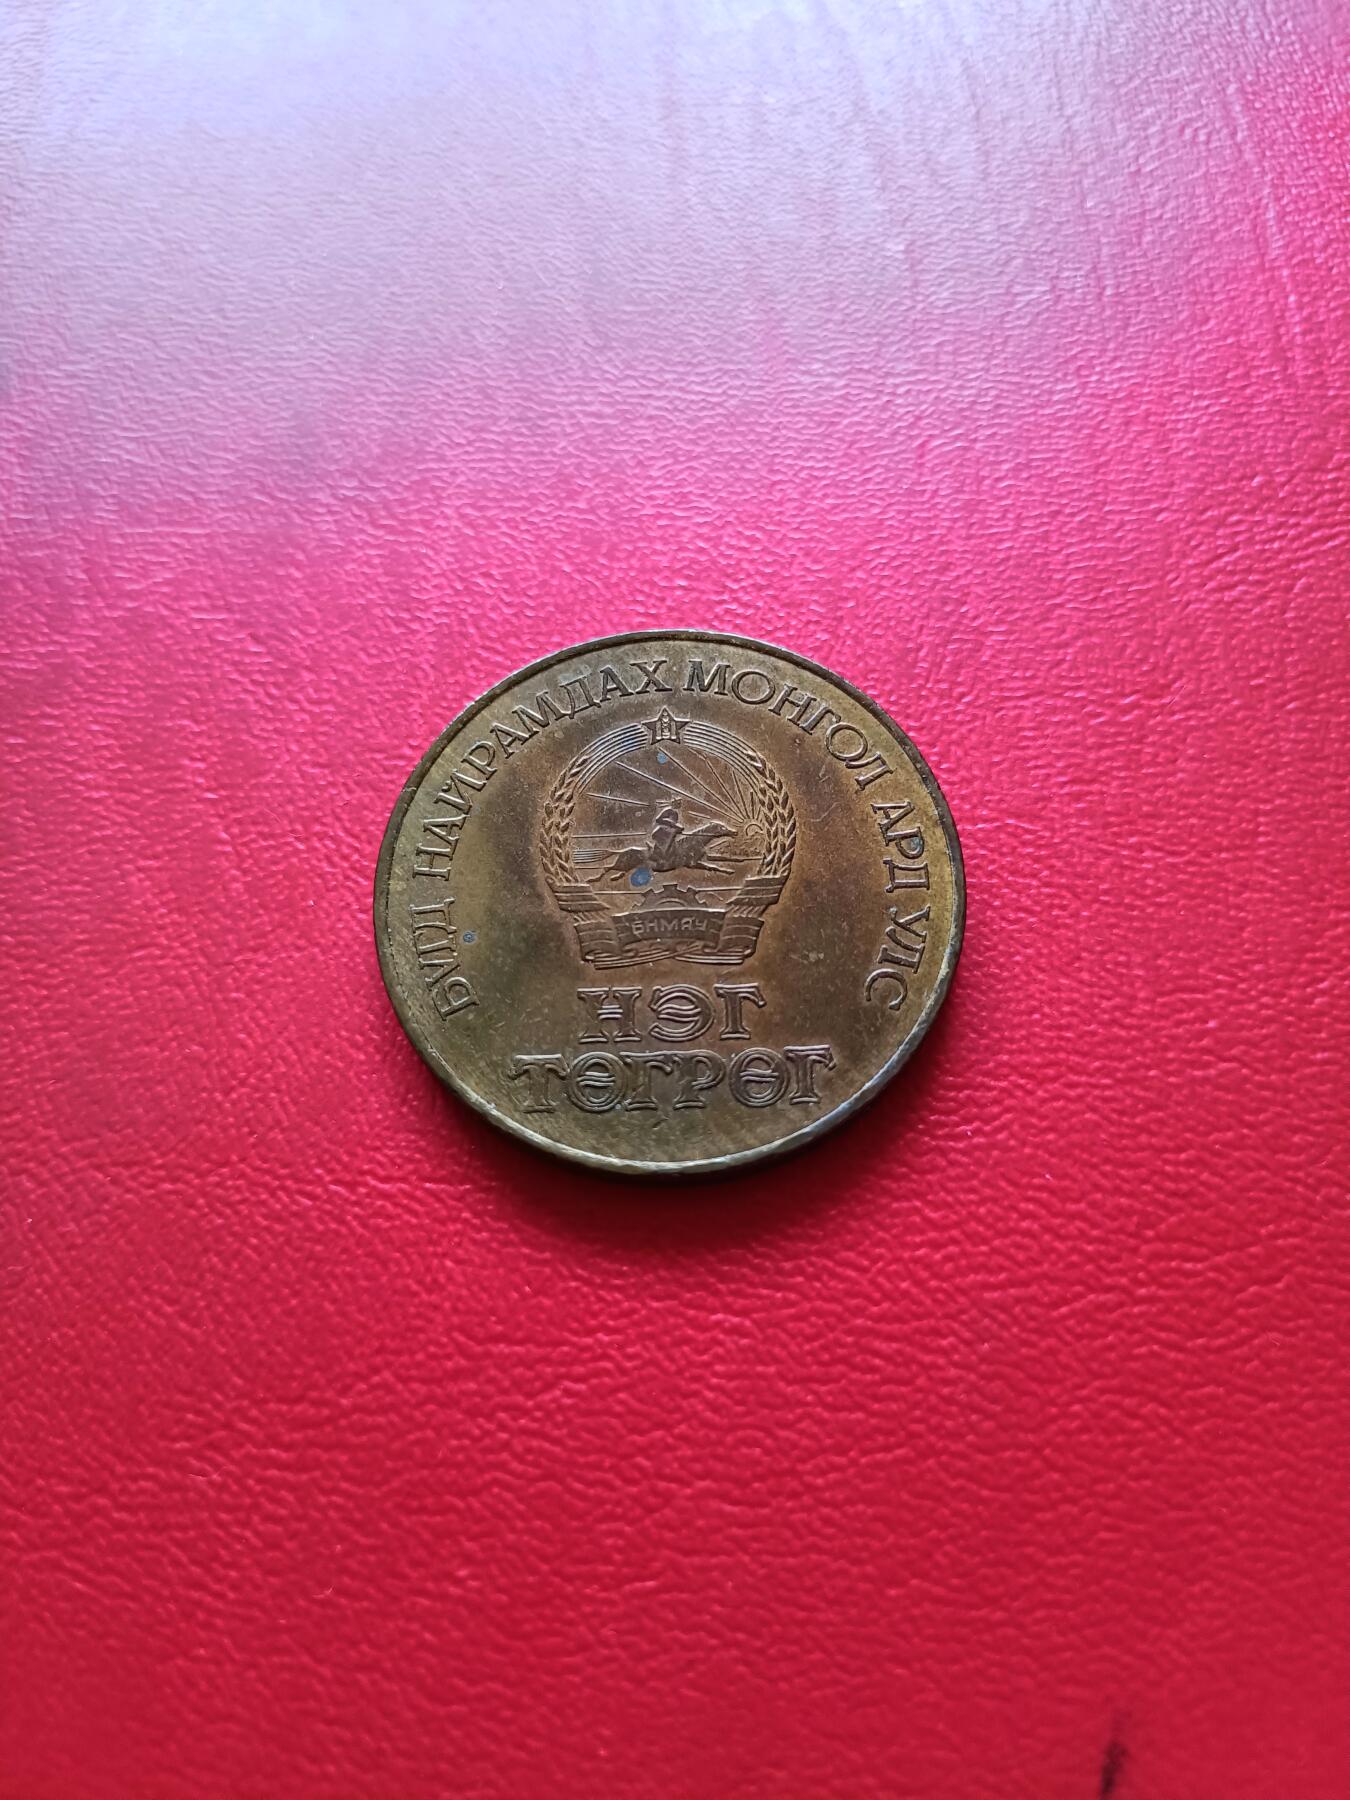 БҮГД НАЙРАМДАХ МОНГОЛ АРД УЛС
БНМАУ
НЭГ
ТӨГРӨГ